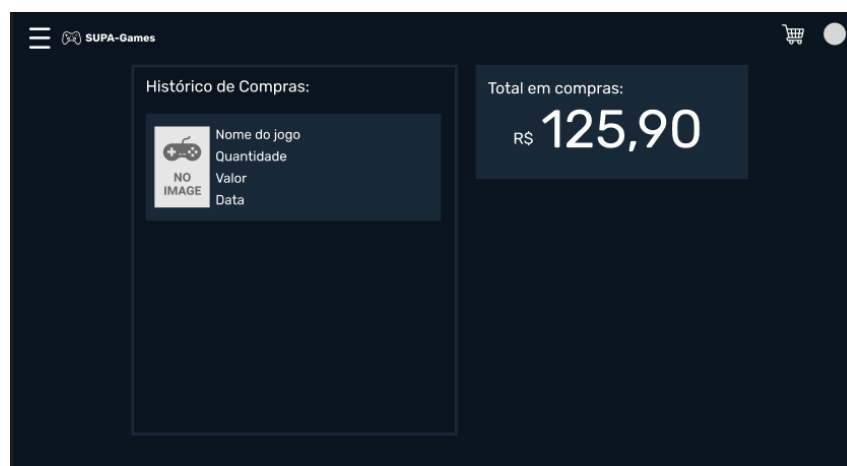 SUPA-Games
Histórico de Compras:
NO
IMAGE
Nome do jogo
Quantidade
Valor
Data
Total em compras:
R$ 125,90